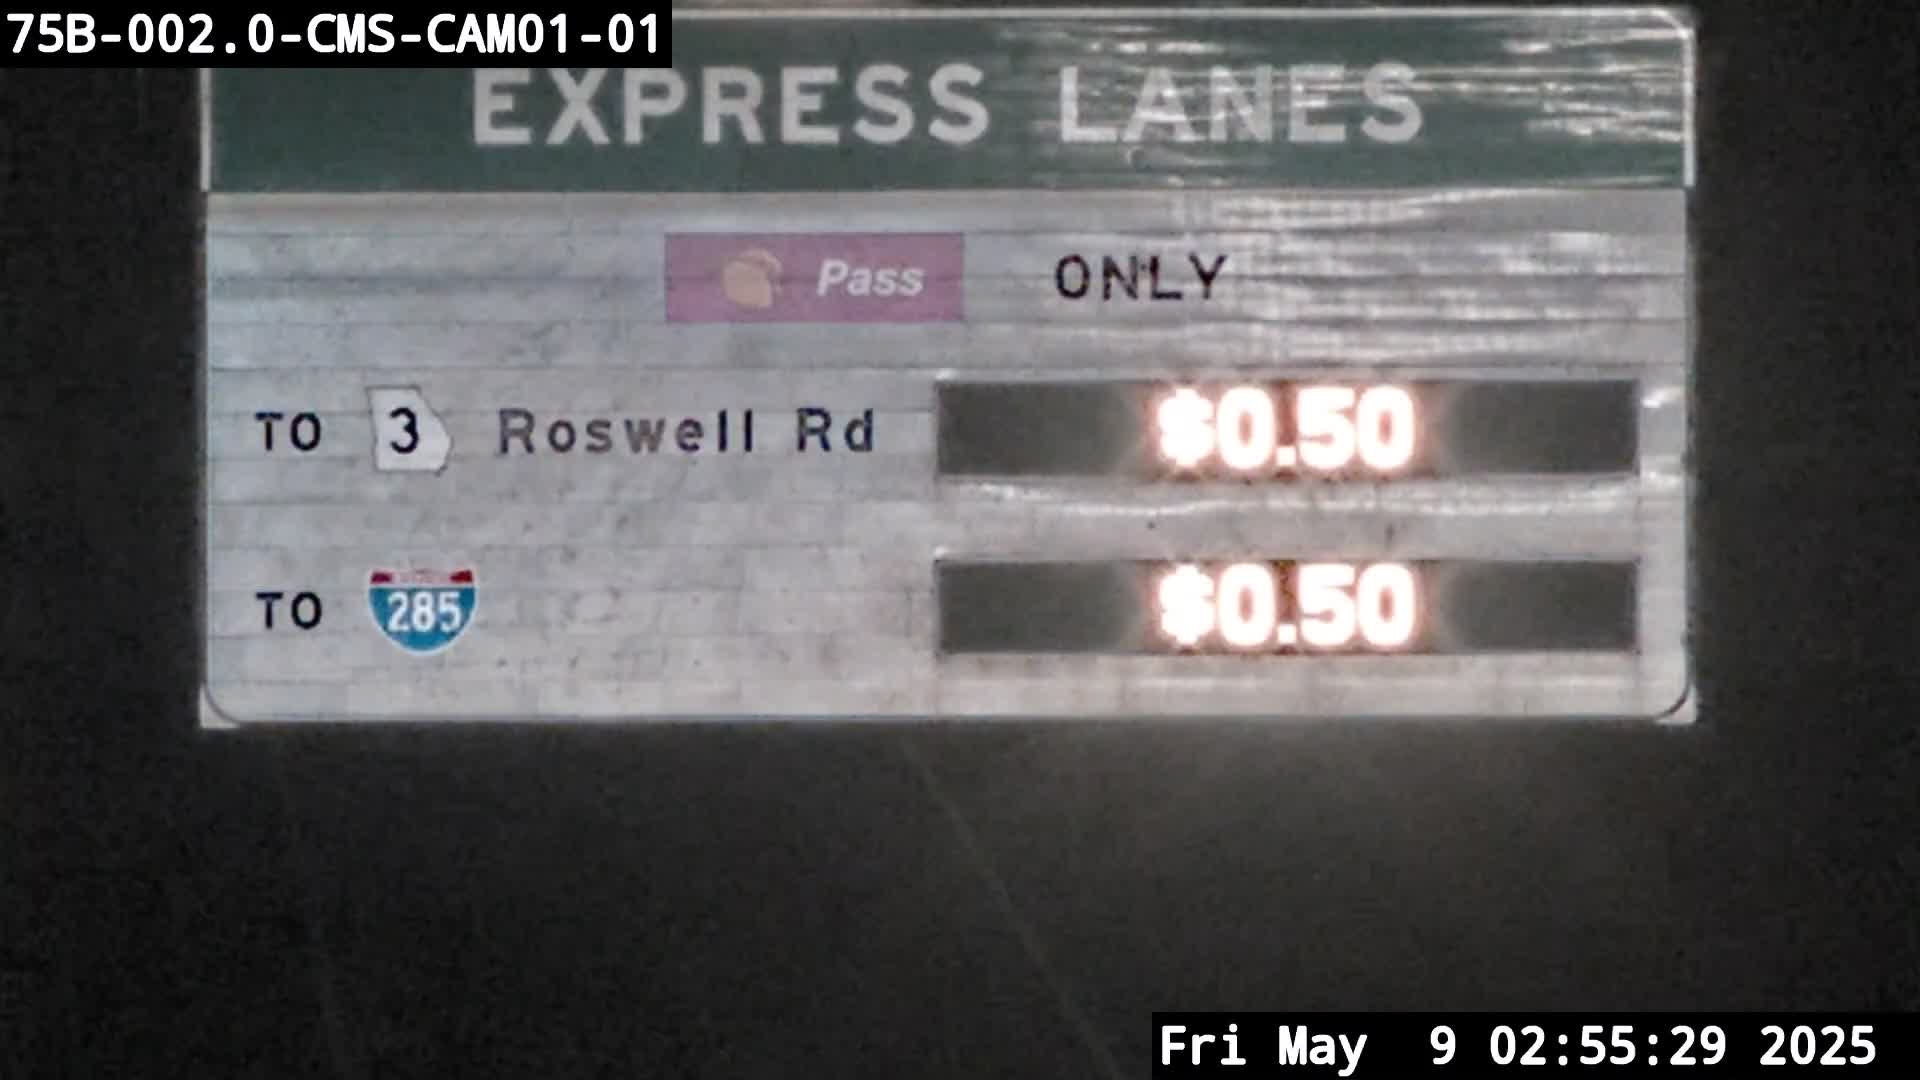 75B-002.0-CMS-CAM01-01
EXPRESS LANES
Pass ONLY
TO 3 Roswell Rd $0.50
TO 285 $0.50
Fri May 9 02:55:29 2025